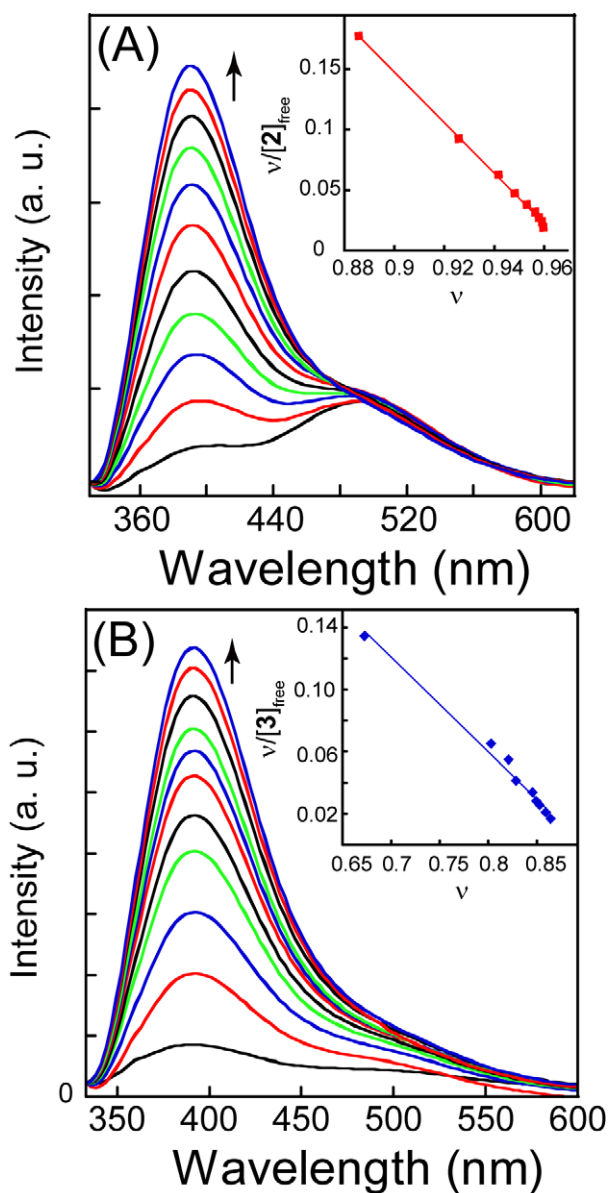 (A)
Intensity (a. u.)
360 440 520 600
Wavelength (nm)
ν/[2]free
0.15
0.1
0.05
0
0.88 0.9 0.92 0.94 0.96
ν
(B)
Intensity (a. u.)
0
350 400 450 500 550 600
Wavelength (nm)
ν/[3]free
0.14
0.10
0.06
0.02
0.65 0.7 0.75 0.8 0.85
ν